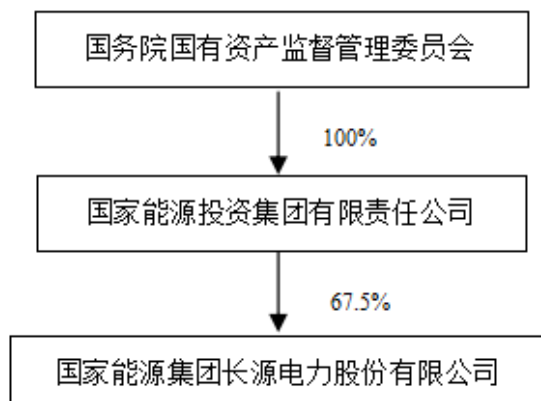 国务院国有资产监督管理委员会
100%
国家能源投资集团有限责任公司
67.5%
国家能源集团长源电力股份有限公司